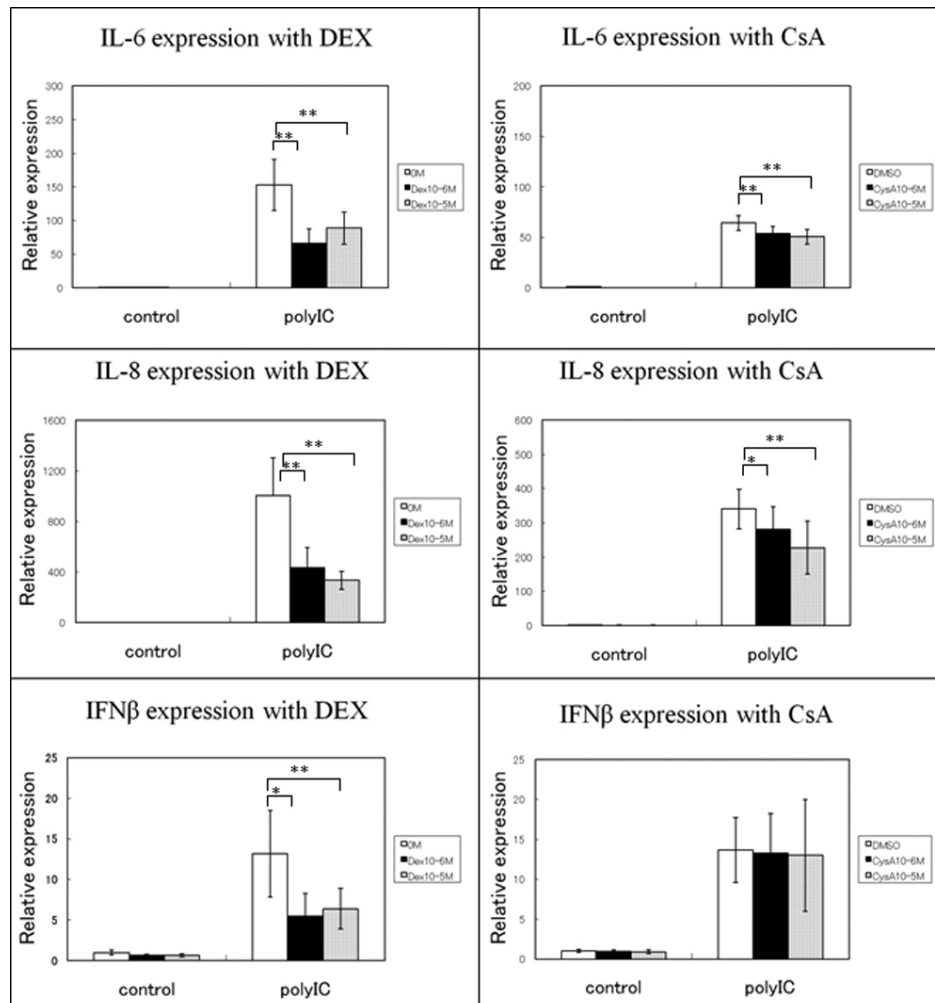 IL-6 expression with DEX
300
250
200
150
100
50
0
Relative expression
**
**
control
polyIC
0M
Dex10-6M
Dex10-5M
IL-6 expression with CsA
200
150
100
50
0
Relative expression
**
**
control
polyIC
DMSO
CysA10-6M
CysA10-5M
IL-8 expression with DEX
1600
1200
800
400
0
Relative expression
**
**
control
polyIC
0M
Dex10-6M
Dex10-5M
IL-8 expression with CsA
600
500
400
300
200
100
0
Relative expression
**
*
control
polyIC
DMSO
CysA10-6M
CysA10-5M
IFNβ expression with DEX
25
20
15
10
5
0
Relative expression
**
*
control
polyIC
0M
Dex10-6M
Dex10-5M
IFNβ expression with CsA
25
20
15
10
5
0
Relative expression
control
polyIC
DMSO
CysA10-6M
CysA10-5M